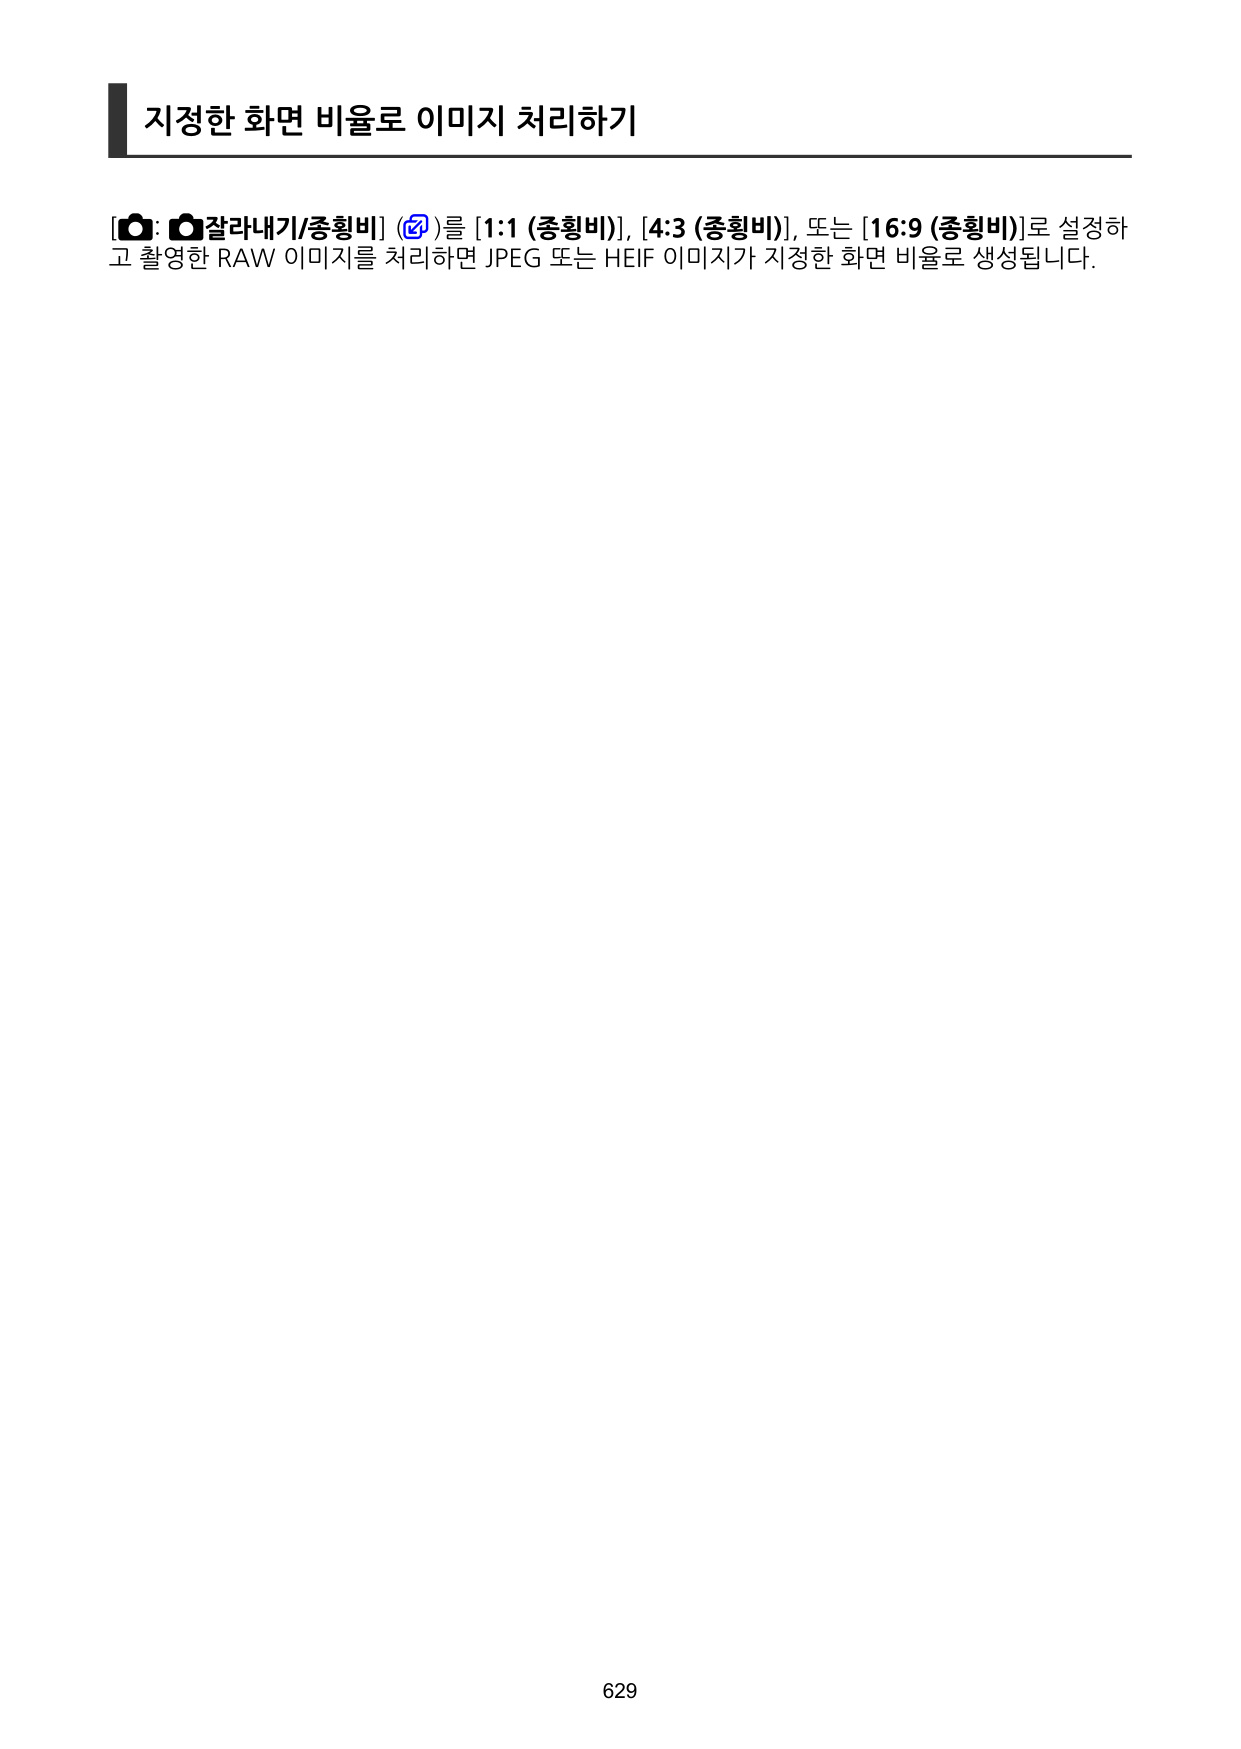 지정한 화면 비율로 이미지 처리하기
[: 잘라내기/종횡비] ()를 [1:1 (종횡비)], [4:3 (종횡비)], 또는 [16:9 (종횡비)]로 설정하
고 촬영한 RAW 이미지를 처리하면 JPEG 또는 HEIF 이미지가 지정한 화면 비율로 생성됩니다.
629